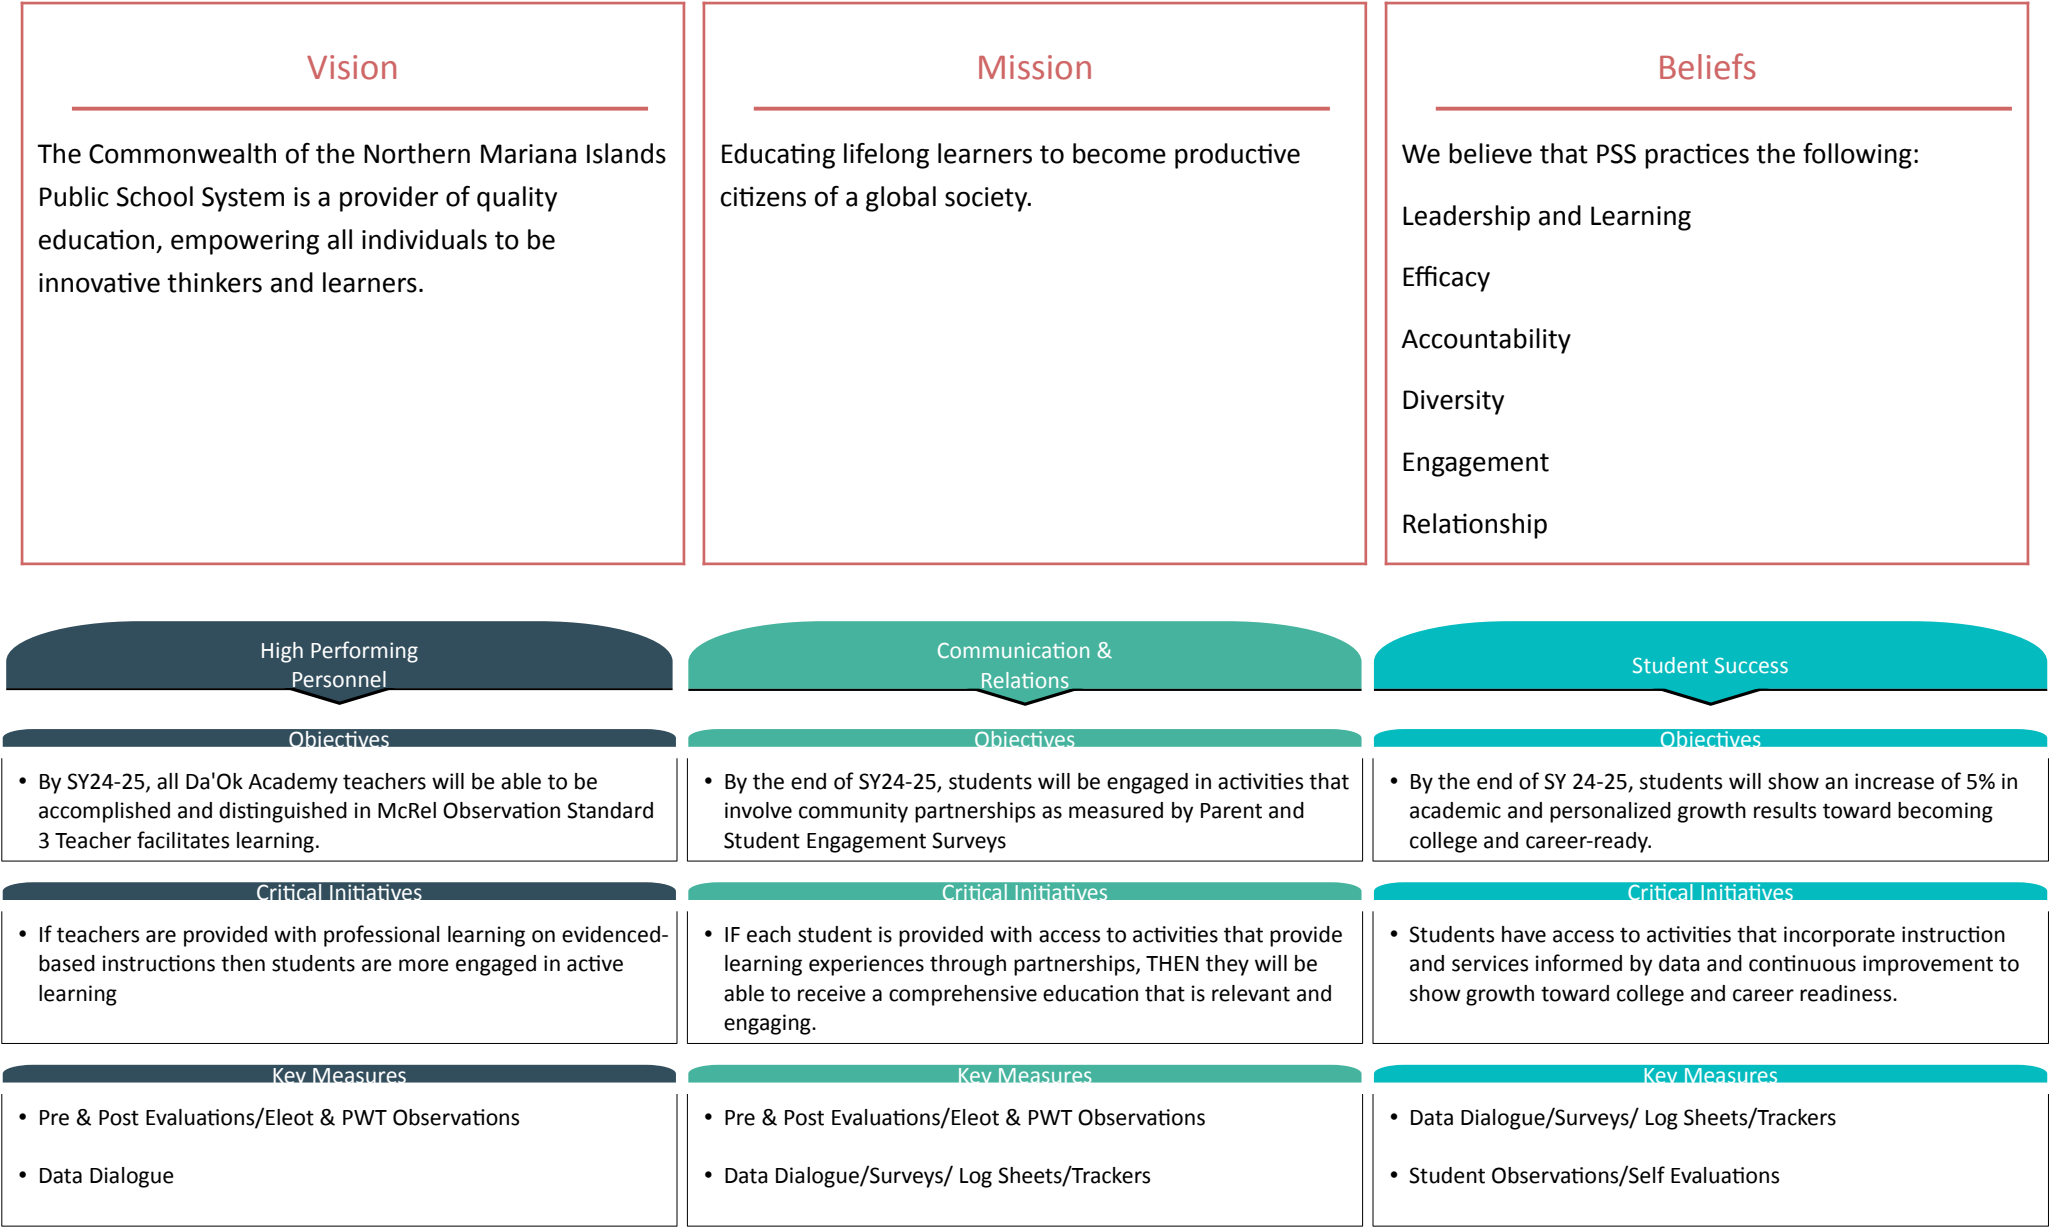 Vision
The Commonwealth of the Northern Mariana Islands
Public School System is a provider of quality
education, empowering all individuals to be
innovative thinkers and learners.
Mission
Educating lifelong learners to become productive
citizens of a global society.
Beliefs
We believe that PSS practices the following:
Leadership and Learning
Efficacy
Accountability
Diversity
Engagement
Relationship
High Performing
Personnel
Objectives
• By SY24-25, all Da'Ok Academy teachers will be able to be
accomplished and distinguished in McRel Observation Standard
3 Teacher facilitates learning.
Critical Initiatives
• If teachers are provided with professional learning on evidenced-
based instructions then students are more engaged in active
learning
Key Measures
• Pre & Post Evaluations/Eleot & PWT Observations
• Data Dialogue
Communication &
Relations
Objectives
• By the end of SY24-25, students will be engaged in activities that
involve community partnerships as measured by Parent and
Student Engagement Surveys
Critical Initiatives
• IF each student is provided with access to activities that provide
learning experiences through partnerships, THEN they will be
able to receive a comprehensive education that is relevant and
engaging.
Key Measures
• Pre & Post Evaluations/Eleot & PWT Observations
• Data Dialogue/Surveys/ Log Sheets/Trackers
Student Success
Objectives
• By the end of SY 24-25, students will show an increase of 5% in
academic and personalized growth results toward becoming
college and career-ready.
Critical Initiatives
• Students have access to activities that incorporate instruction
and services informed by data and continuous improvement to
show growth toward college and career readiness.
Key Measures
• Data Dialogue/Surveys/ Log Sheets/Trackers
• Student Observations/Self Evaluations